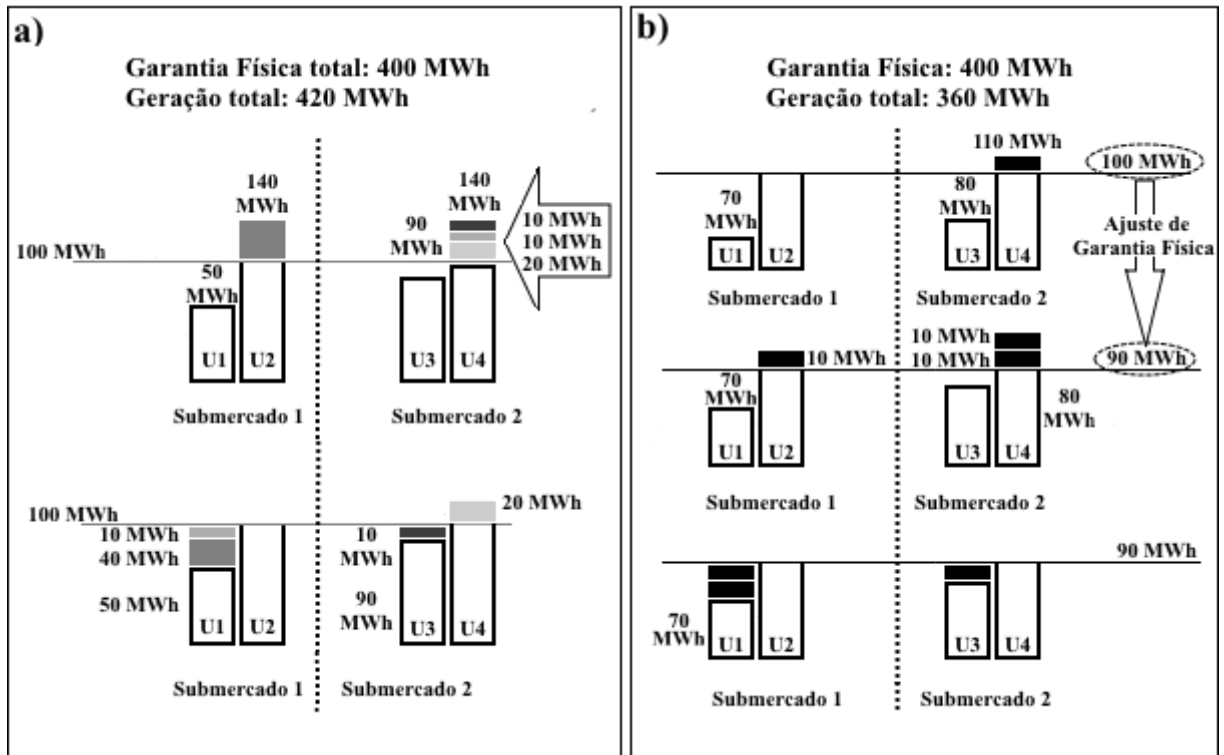 a)
Garantia Física total: 400 MWh
Geração total: 420 MWh
140
MWh
140
MWh
90
MWh
10 MWh
10 MWh
20 MWh
100 MWh
50
MWh
U1
U2
U3
U4
Submercado 1
Submercado 2
100 MWh
20 MWh
10 MWh
40 MWh
10
MWh
50 MWh
90
MWh
U1
U2
U3
U4
Submercado 1
Submercado 2
b)
Garantia Física: 400 MWh
Geração total: 360 MWh
110 MWh
100 MWh
70
MWh
80
MWh
Ajuste de
Garantia Física
U1
U2
U3
U4
Submercado 1
Submercado 2
10 MWh
10 MWh
10 MWh
90 MWh
70
MWh
80
MWh
U1
U2
U3
U4
Submercado 1
Submercado 2
90 MWh
70
MWh
U1
U2
U3
U4
Submercado 1
Submercado 2